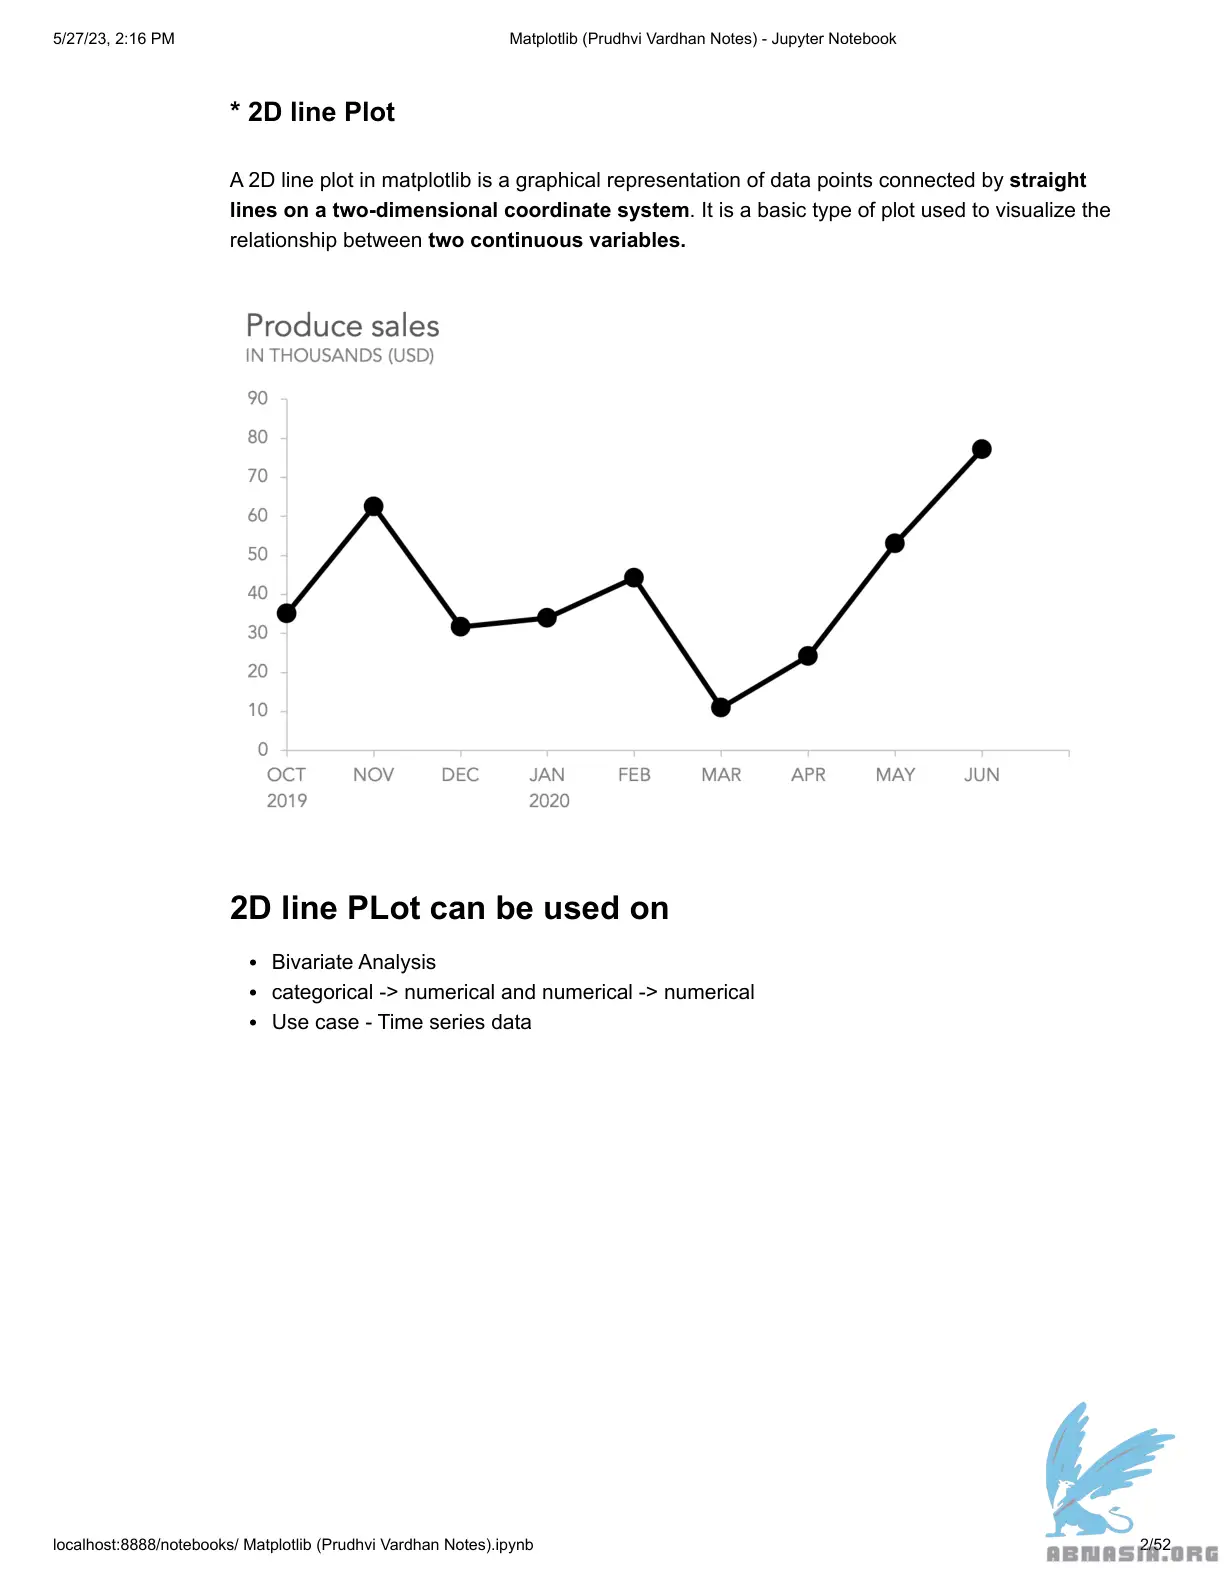 5/27/23, 2:16 PM
Matplotlib (Prudhvi Vardhan Notes) - Jupyter Notebook
* 2D line Plot
A 2D line plot in matplotlib is a graphical representation of data points connected by straight
lines on a two-dimensional coordinate system. It is a basic type of plot used to visualize the
relationship between two continuous variables.
Produce sales
IN THOUSANDS (USD)
90
80
70
60
50
40
30
20
10
0
OCT NOV DEC JAN FEB MAR APR MAY JUN
2019 2020
2D line PLot can be used on
• Bivariate Analysis
• categorical -> numerical and numerical -> numerical
• Use case - Time series data
localhost:8888/notebooks/ Matplotlib (Prudhvi Vardhan Notes).ipynb
2/52
ABNASIA.ORG